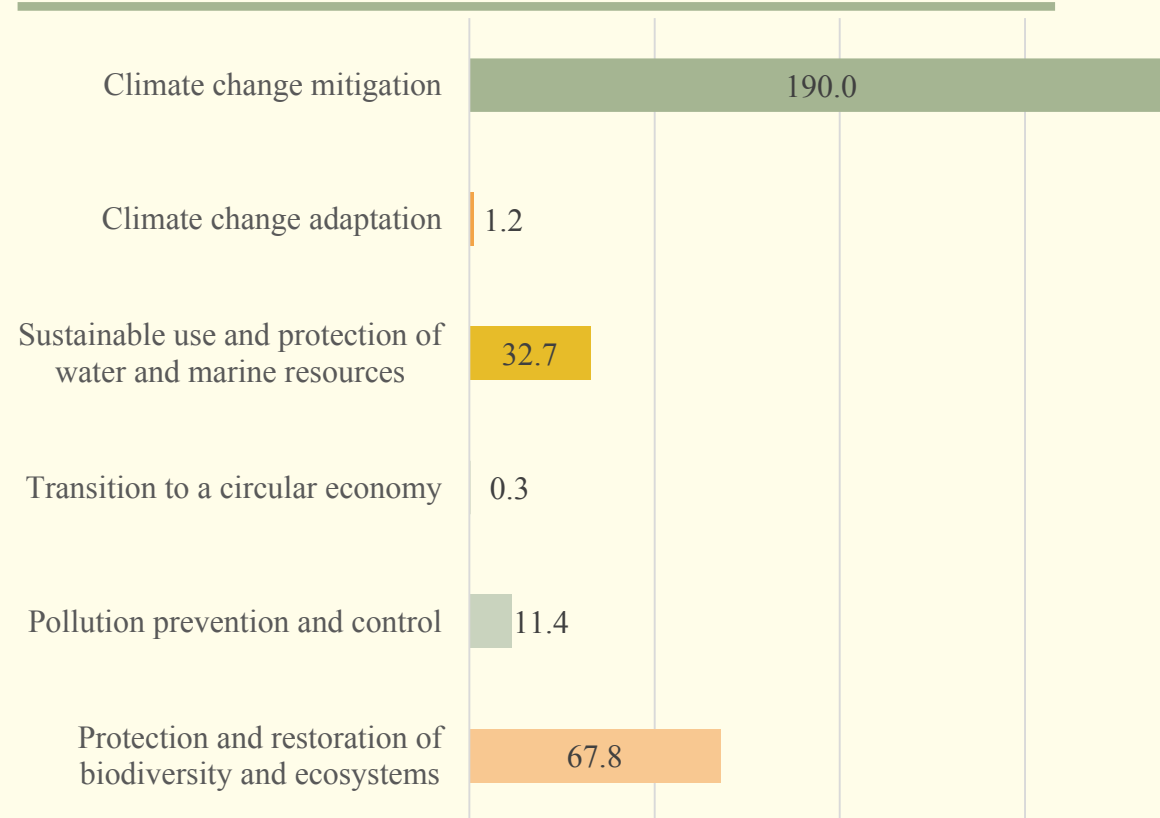 Climate change mitigation
190.0
Climate change adaptation
1.2
Sustainable use and protection of
water and marine resources
32.7
Transition to a circular economy
0.3
Pollution prevention and control
11.4
Protection and restoration of
biodiversity and ecosystems
67.8